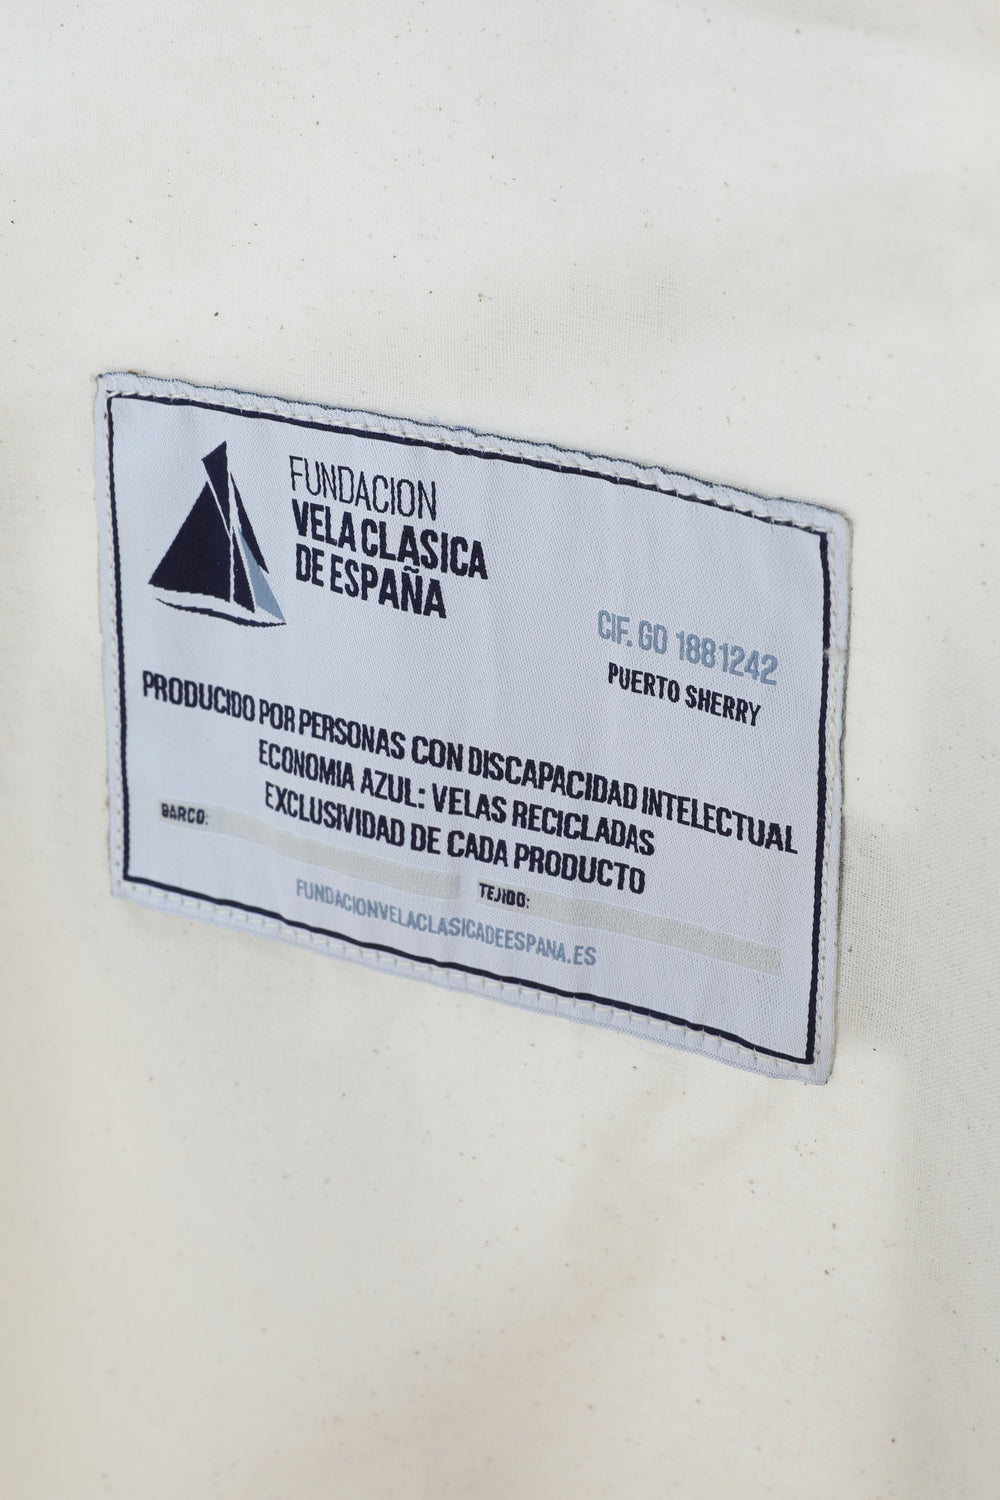 FUNDACION
VELA CLASICA
DE ESPAÑA
CIF. GO 1881242
PUERTO SHERRY
PRODUCIDO POR PERSONAS CON DISCAPACIDAD INTELECTUAL
ECONOMIA AZUL: VELAS RECICLADAS
EXCLUSIVIDAD DE CADA PRODUCTO
BARCO:
TEJIDO:
FUNDACIONVELACLASICADEESPANA.ES